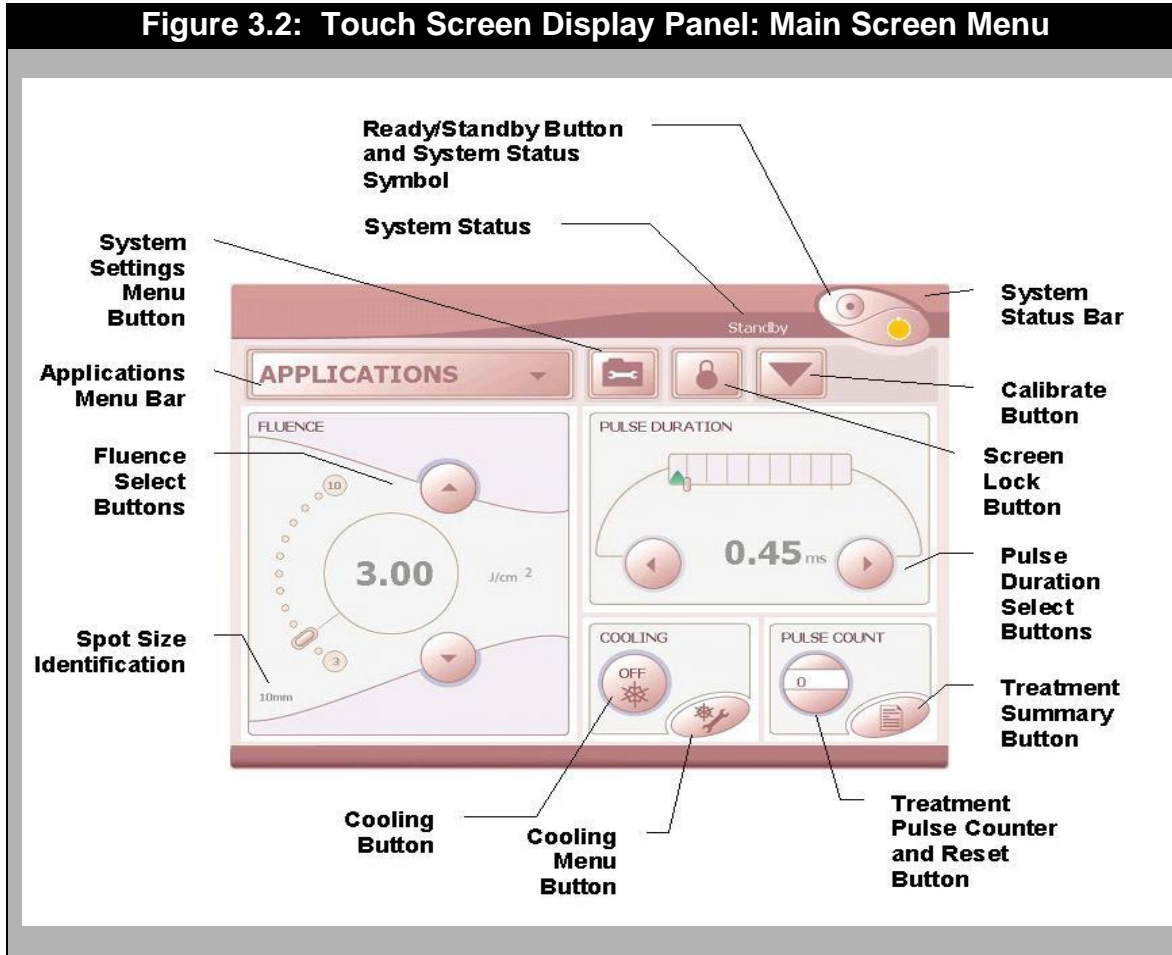 Figure 3.2: Touch Screen Display Panel: Main Screen Menu
Ready/Standby Button
and System Status
Symbol
System Status
System
Settings
Menu
Button
System
Status Bar
Standby
Applications
Menu Bar
APPLICATIONS
Calibrate
Button
FLUENCE
PULSE DURATION
Fluence
Select
Buttons
Screen
Lock
Button
10
3.00
J/cm 2
0.45 ms
Pulse
Duration
Select
Buttons
Spot Size
Identification
3
10mm
COOLING
OFF
PULSE COUNT
0
Treatment
Summary
Button
Cooling
Button
Cooling
Menu
Button
Treatment
Pulse Counter
and Reset
Button